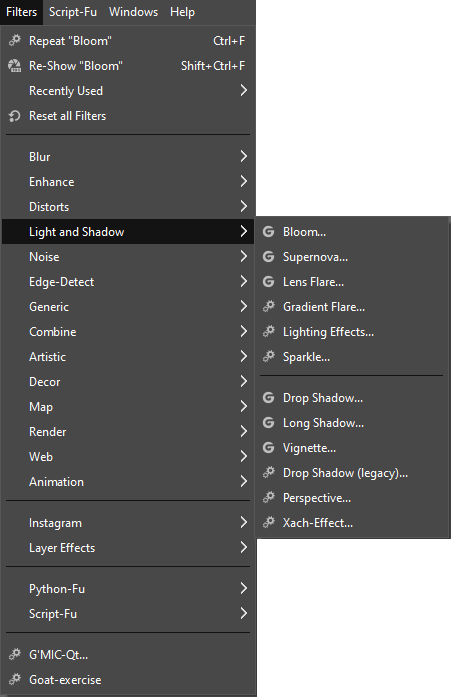 Filters Script-Fu Windows Help
Repeat "Bloom" Ctrl+F
Re-Show "Bloom" Shift+Ctrl+F
Recently Used
Reset all Filters
Blur
Enhance
Distorts
Light and Shadow
Noise
Edge-Detect
Generic
Combine
Artistic
Decor
Map
Render
Web
Animation
Instagram
Layer Effects
Python-Fu
Script-Fu
G'MIC-Qt...
Goat-exercise
Bloom...
Supernova...
Lens Flare...
Gradient Flare...
Lighting Effects...
Sparkle...
Drop Shadow...
Long Shadow...
Vignette...
Drop Shadow (legacy)...
Perspective...
Xach-Effect...